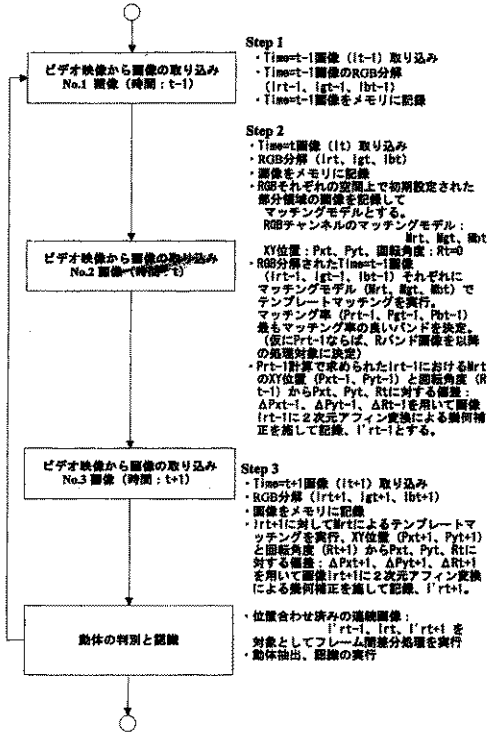 ビデオ映像から画像の取り込み
No.1 画像（時間：t-1）
Step 1
・Time=t-1画像（It-1）取り込み
・Time=t-1画像のRGB分解
（Irt-1、Igt-1、Ibt-1）
・Time=t-1画像をメモリに記録
ビデオ映像から画像の取り込み
No.2 画像（時間：t）
Step 2
・Time=t画像（It）取り込み
・RGB分解（Irt、Igt、Ibt）
・画像をメモリに記録
・RGBそれぞれの空間上で初期設定された
部分領域の画像を記録して
マッチングモデルとする。
RGBチャンネルのマッチングモデル：
Mrt、Mgt、Mbt
XY位置：Pxt、Pyt、回転角度：Rt=0
・RGB分解されたTime=t-1画像
（Irt-1、Igt-1、Ibt-1）それぞれに
マッチングモデル（Mrt、Mgt、Mbt）で
テンプレートマッチングを実行。
マッチング率（Prt-1、Pgt-1、Pbt-1）
最もマッチング率の良いバンドを決定。
（仮にPrt-1ならば、Rバンド画像を以降
の処理対象に決定）
・Prt-1計算で求められたIrt-1におけるMrt
のXY位置（Pxt-1、Pyt-1）と回転角度（R
t-1）からPxt、Pyt、Rtに対する偏差：
ΔPxt-1、ΔPyt-1、ΔRt-1を用いて画像
Irt-1に２次元アフィン変換による幾何補
正を施して記録、I'rt-1とする。
ビデオ映像から画像の取り込み
No.3 画像（時間：t+1）
Step 3
・Time=t+1画像（It+1）取り込み
・RGB分解（Irt+1、Igt+1、Ibt+1）
・画像をメモリに記録
・Irt+1に対してMrtによるテンプレートマ
ッチングを実行、XY位置（Pxt+1、Pyt+1）
と回転角度（Rt+1）からPxt、Pyt、Rtに
対する偏差：ΔPxt+1、ΔPyt+1、ΔRt+1
を用いて画像Irt+1に２次元アフィン変換
による幾何補正を施して記録、I'rt+1。
動体の判別と認識
・位置合わせ済みの連続画像：
I'rt-1、Irt、I'rt+1 を
対象としてフレーム間差分処理を実行
・動体抽出、認識の実行